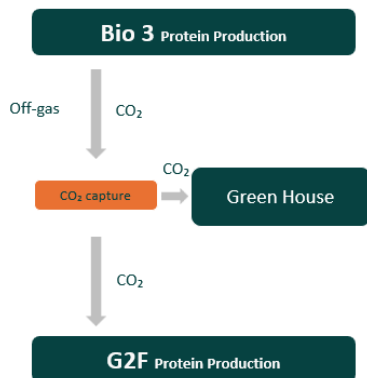 Bio 3 Protein Production
Off-gas
CO₂
CO₂
CO₂ capture
Green House
CO₂
G2F Protein Production